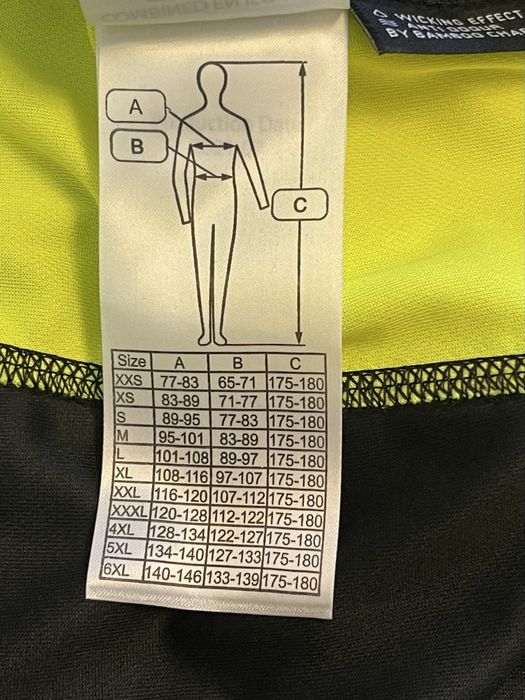 WICKING EFFECT
ANTI-ODOUR
A
B
C
Size A B C
XXS 77-83 65-71 175-180
XS 83-89 71-77 175-180
S 89-95 77-83 175-180
M 95-101 83-89 175-180
L 101-108 89-97 175-180
XL 108-116 97-107 175-180
XXL 116-120 107-112 175-180
XXXL 120-128 112-122 175-180
4XL 128-134 122-127 175-180
5XL 134-140 127-133 175-180
6XL 140-146 133-139 175-180